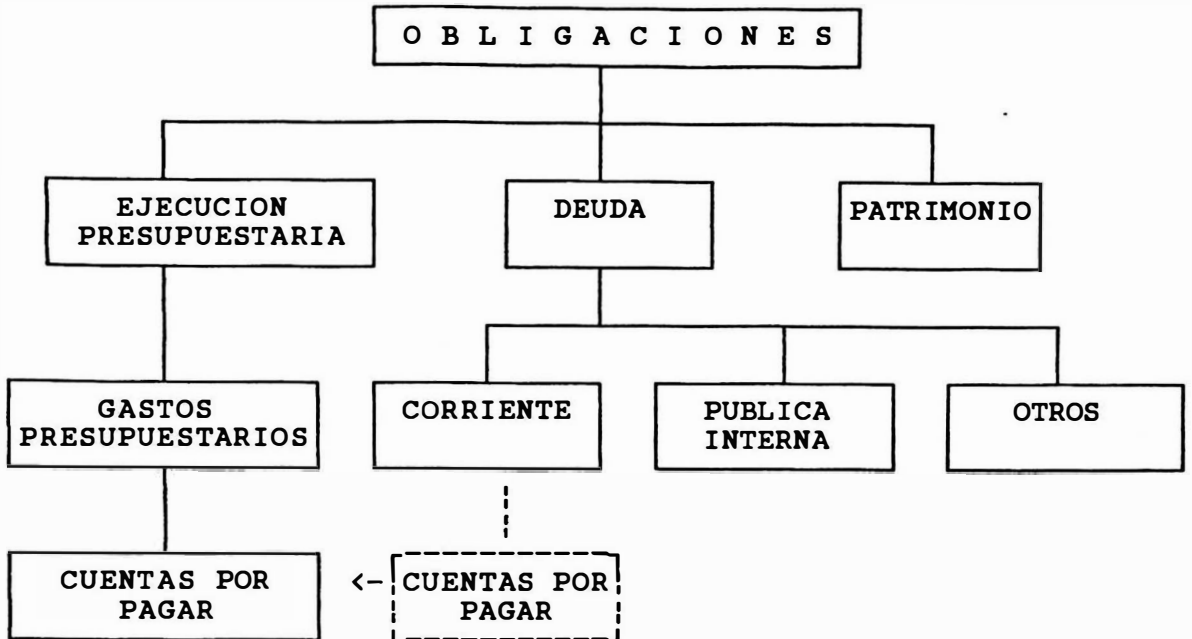 O B L I G A C I O N E S
EJECUCION
PRESUPUESTARIA
DEUDA
PATRIMONIO
GASTOS
PRESUPUESTARIOS
CORRIENTE
PUBLICA
INTERNA
OTROS
CUENTAS POR
PAGAR
<- CUENTAS POR
PAGAR